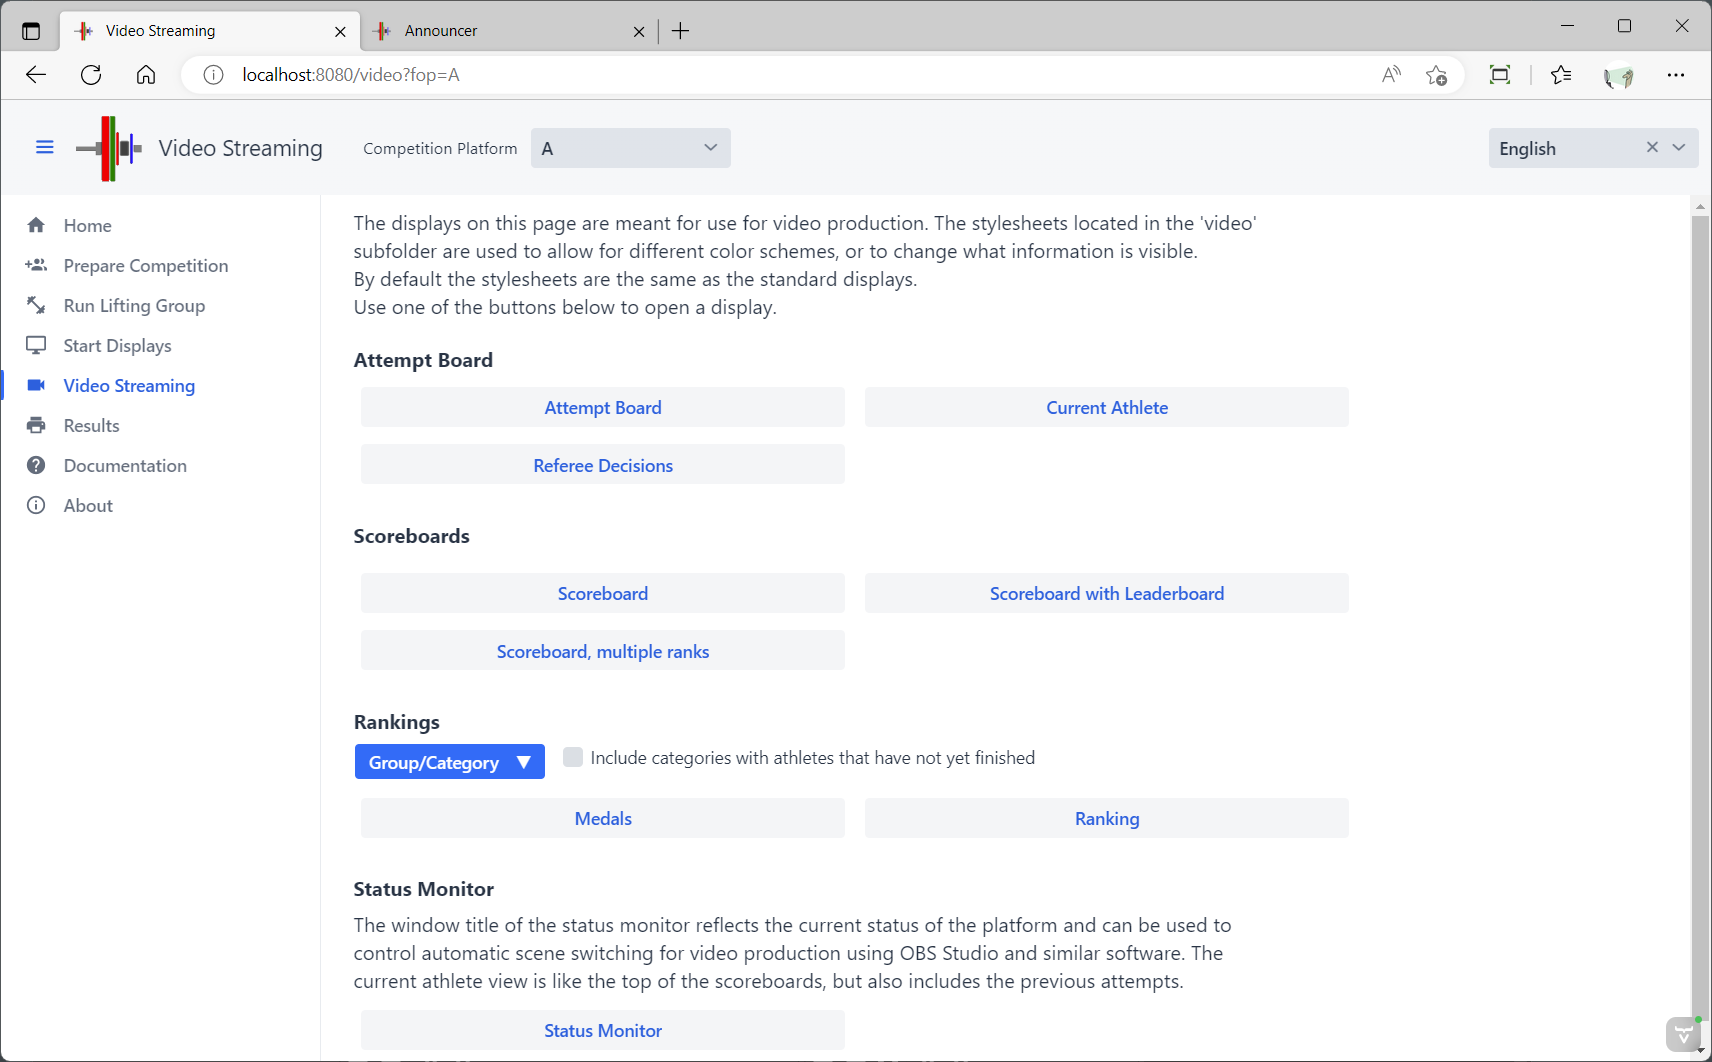 Video Streaming
Announcer
localhost:8080/video?fop=A
Video Streaming
Competition Platform
A
English
Home
Prepare Competition
Run Lifting Group
Start Displays
Video Streaming
Results
Documentation
About
The displays on this page are meant for use for video production. The stylesheets located in the 'video'
subfolder are used to allow for different color schemes, or to change what information is visible.
By default the stylesheets are the same as the standard displays.
Use one of the buttons below to open a display.
Attempt Board
Attempt Board
Current Athlete
Referee Decisions
Scoreboards
Scoreboard
Scoreboard with Leaderboard
Scoreboard, multiple ranks
Rankings
Group/Category ▼
Include categories with athletes that have not yet finished
Medals
Ranking
Status Monitor
The window title of the status monitor reflects the current status of the platform and can be used to
control automatic scene switching for video production using OBS Studio and similar software. The
current athlete view is like the top of the scoreboards, but also includes the previous attempts.
Status Monitor